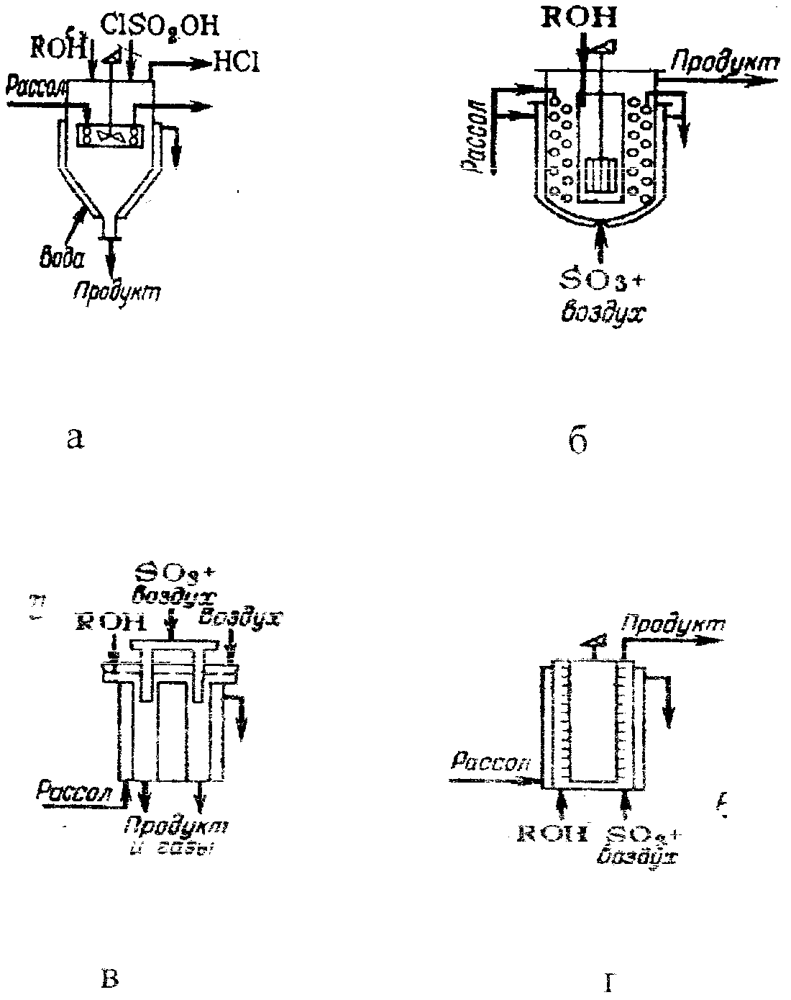 ROH
ClSO₂OH
HCl
Рассол
вода
Продукт
а
ROH
Продукт
Рассол
SO₃+
воздух
б
SO₃+
воздух
ROH
воздух
Рассол
Продукт
и газы
в
Продукт
Рассол
ROH
SO₃+
воздух
г